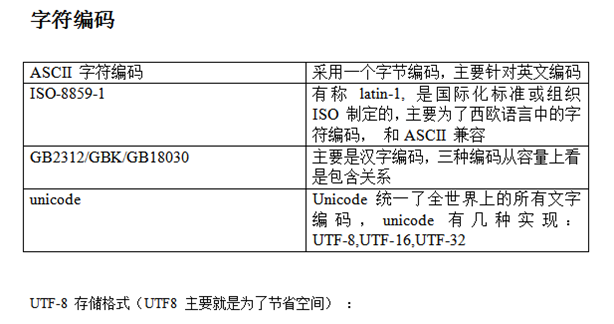 字符编码
ASCII 字符编码
采用一个字节编码，主要针对英文编码
ISO-8859-1
有称 latin-1, 是国际化标准或组织
ISO 制定的，主要为了西欧语言中的字
符编码， 和 ASCII 兼容
GB2312/GBK/GB18030
主要是汉字编码，三种编码从容量上看
是包含关系
unicode
Unicode 统一了全世界上的所有文字
编码，unicode 有几种实现：
UTF-8,UTF-16,UTF-32
UTF-8 存储格式（UTF8 主要就是为了节省空间）：